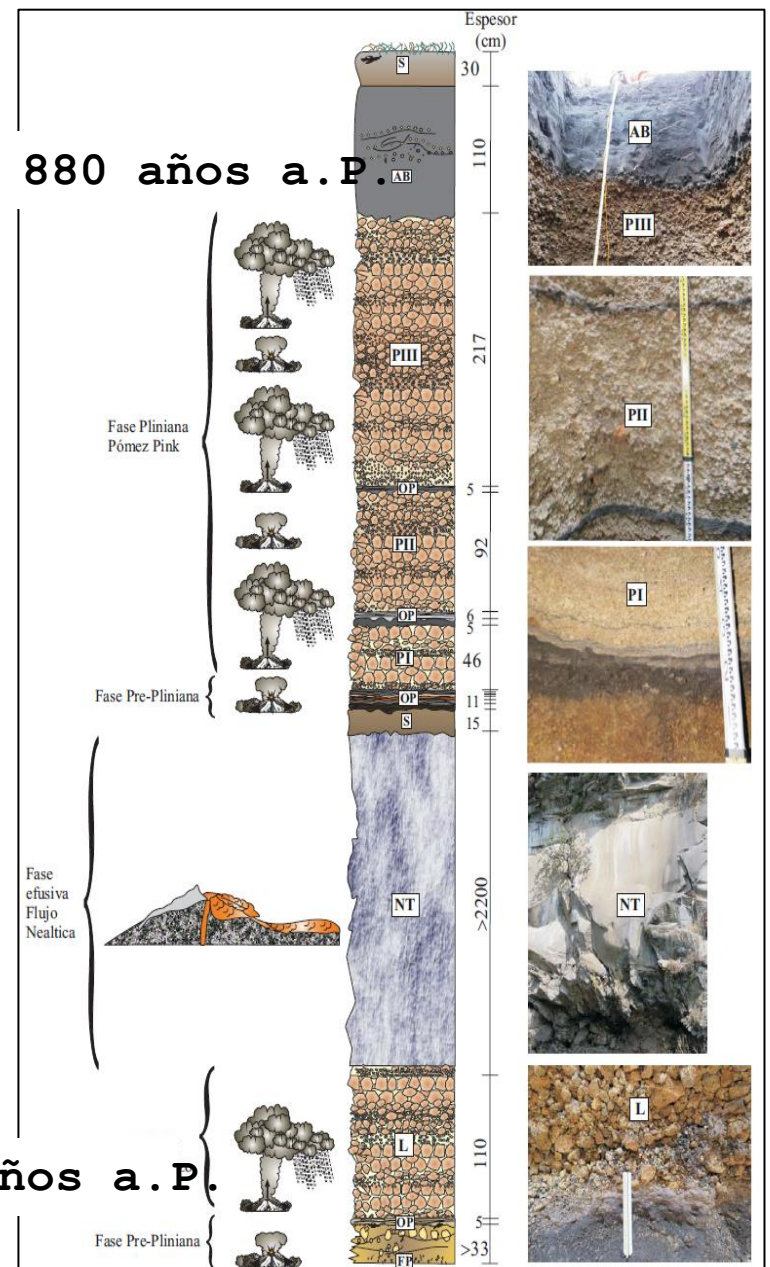 Espesor
(cm)
S
30
880 años a.P.
AB
110
AB
PIII
PIII
217
Fase Pliniana
Pómez Pink
PII
OP
5
PII
92
OP
6
5
PI
PI
46
Fase Pre-Pliniana
OP
11
S
15
Fase
efusiva
Flujo
Nealtica
NT
>2200
NT
L
L
110
ños a.P.
OP
5
Fase Pre-Pliniana
>33
FP